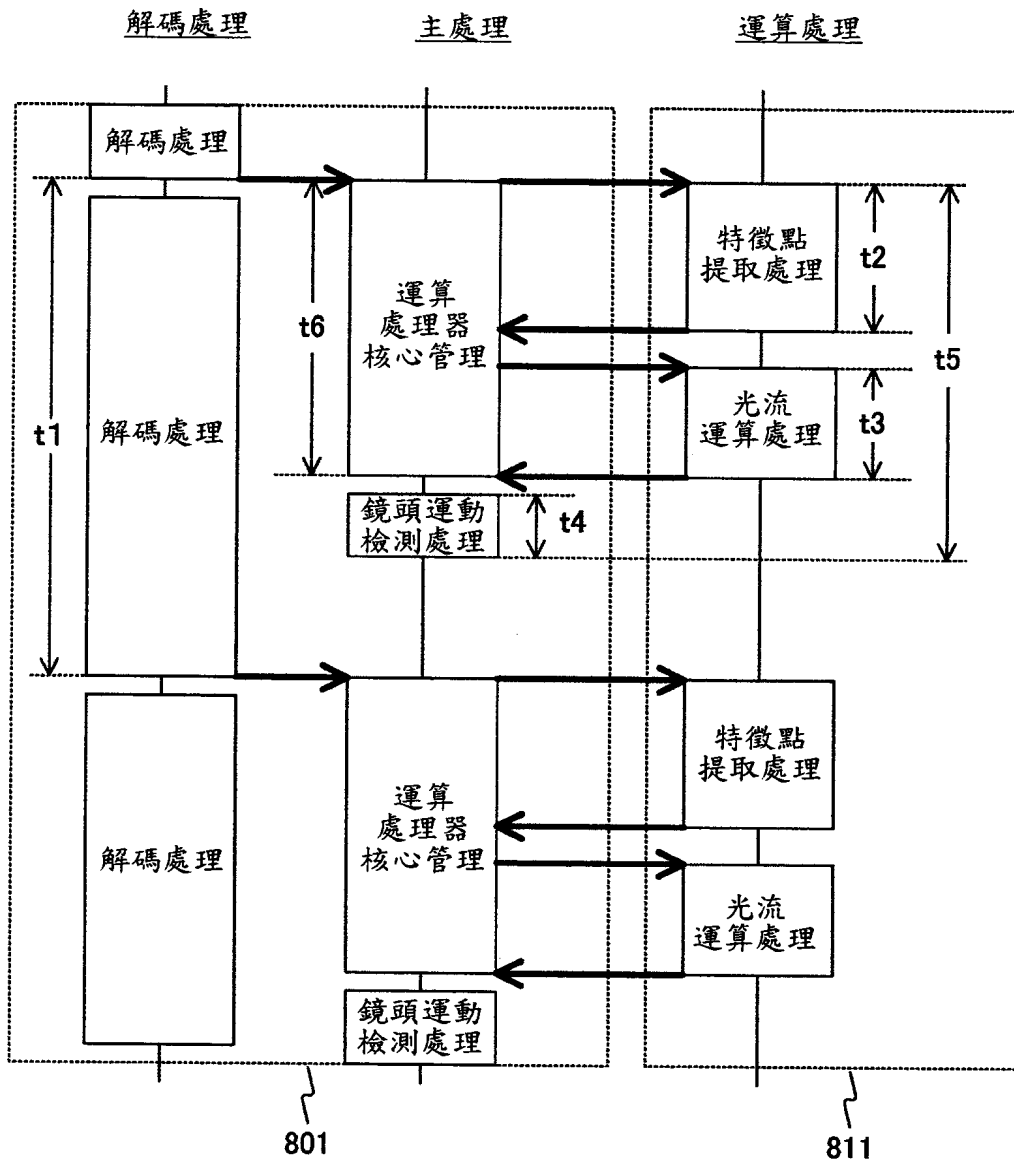 解碼處理
主處理
運算處理
解碼處理
特徵點
提取處理
t2
運算
處理器
核心管理
t6
t5
t1
解碼處理
光流
運算處理
t3
鏡頭運動
檢測處理
t4
特徵點
提取處理
運算
處理器
核心管理
解碼處理
光流
運算處理
鏡頭運動
檢測處理
801
811